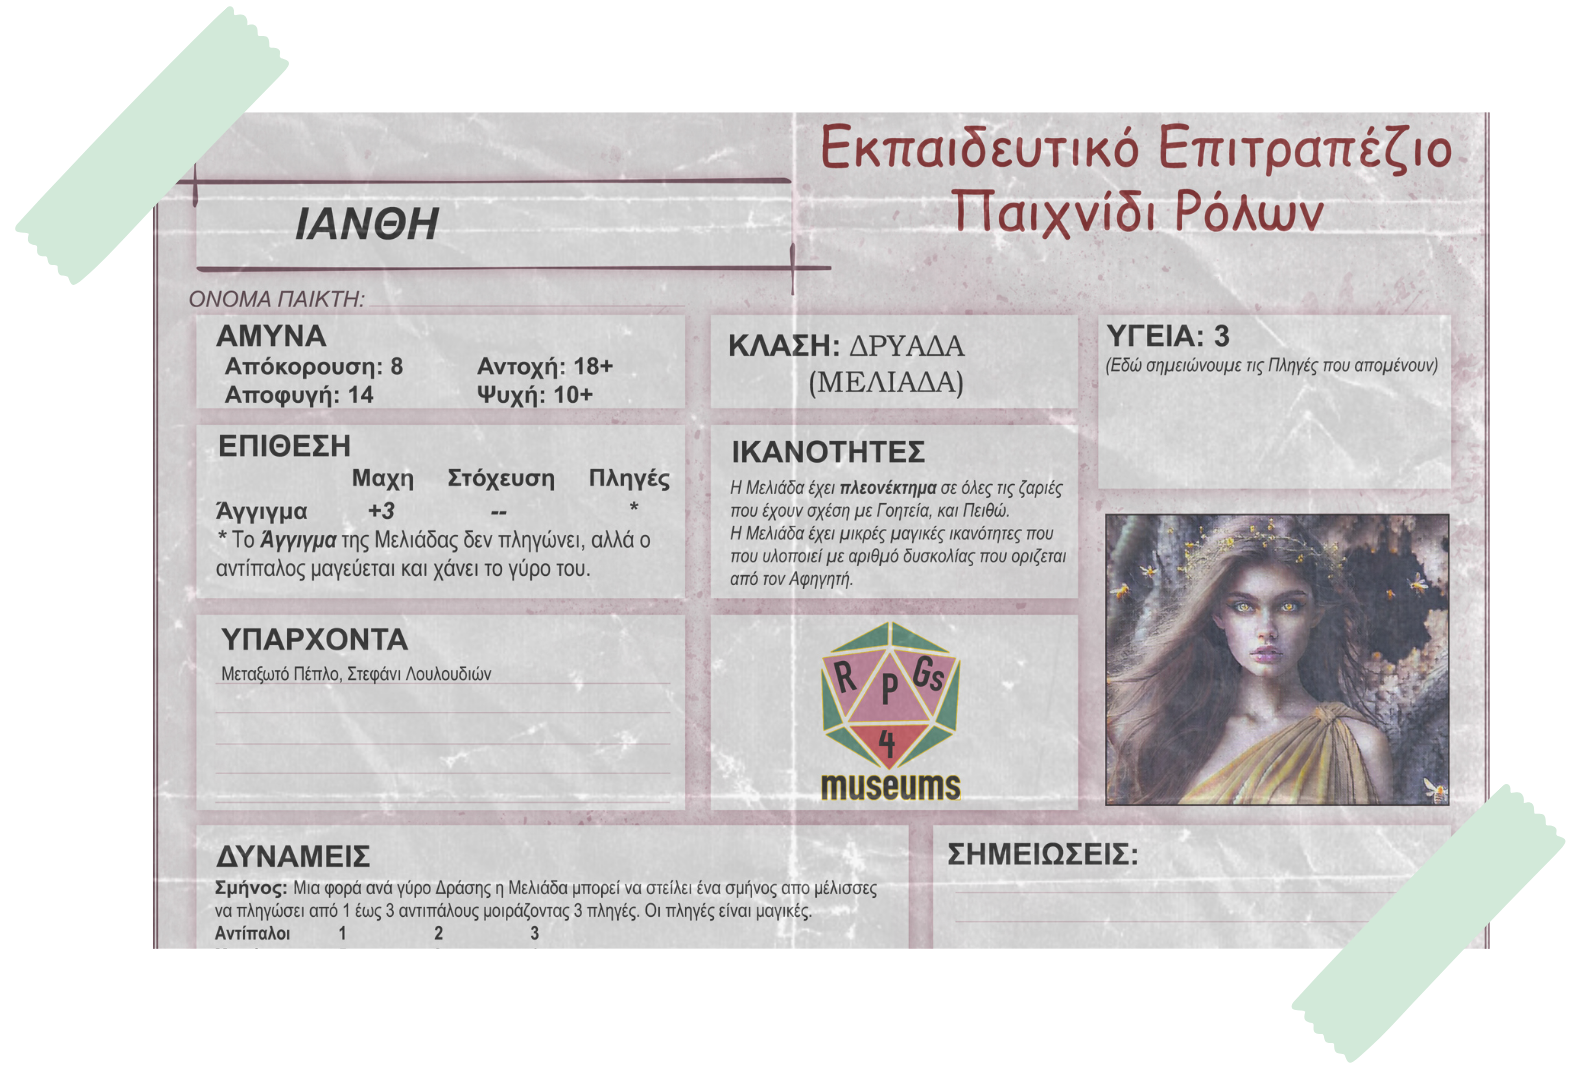 Εκπαιδευτικό Επιτραπέζιο
Παιχνίδι Ρόλων
ΙΑΝΘΗ
ΟΝΟΜΑ ΠΑΙΚΤΗ:
ΑΜΥΝΑ
Απόκορουση: 8 Αντοχή: 18+
Αποφυγή: 14 Ψυχή: 10+
ΚΛΑΣΗ: ΔΡΥΑΔΑ
(ΜΕΛΙΑΔΑ)
ΥΓΕΙΑ: 3
(Εδώ σημειώνουμε τις Πληγές που απομένουν)
ΕΠΙΘΕΣΗ
Μαχη Στόχευση Πληγές
Άγγιγμα +3 -- *
* Το Άγγιγμα της Μελιάδας δεν πληγώνει, αλλά ο
αντίπαλος μαγεύεται και χάνει το γύρο του.
ΙΚΑΝΟΤΗΤΕΣ
Η Μελιάδα έχει πλεονέκτημα σε όλες τις ζαριές
που έχουν σχέση με Γοητεία, και Πειθώ.
Η Μελιάδα έχει μικρές μαγικές ικανότητες που
που υλοποιεί με αριθμό δυσκολίας που οριζεται
από τον Αφηγητή.
ΥΠΑΡΧΟΝΤΑ
Μεταξωτό Πέπλο, Στεφάνι Λουλουδιών
R P Gs
4
museums
ΔΥΝΑΜΕΙΣ
Σμήνος: Μια φορά ανά γύρο Δράσης η Μελιάδα μπορεί να στείλει ένα σμήνος απο μέλισσες
να πληγώσει από 1 έως 3 αντιπάλους μοιράζοντας 3 πληγές. Οι πληγές είναι μαγικές.
Αντίπαλοι 1 2 3
ΣΗΜΕΙΩΣΕΙΣ: